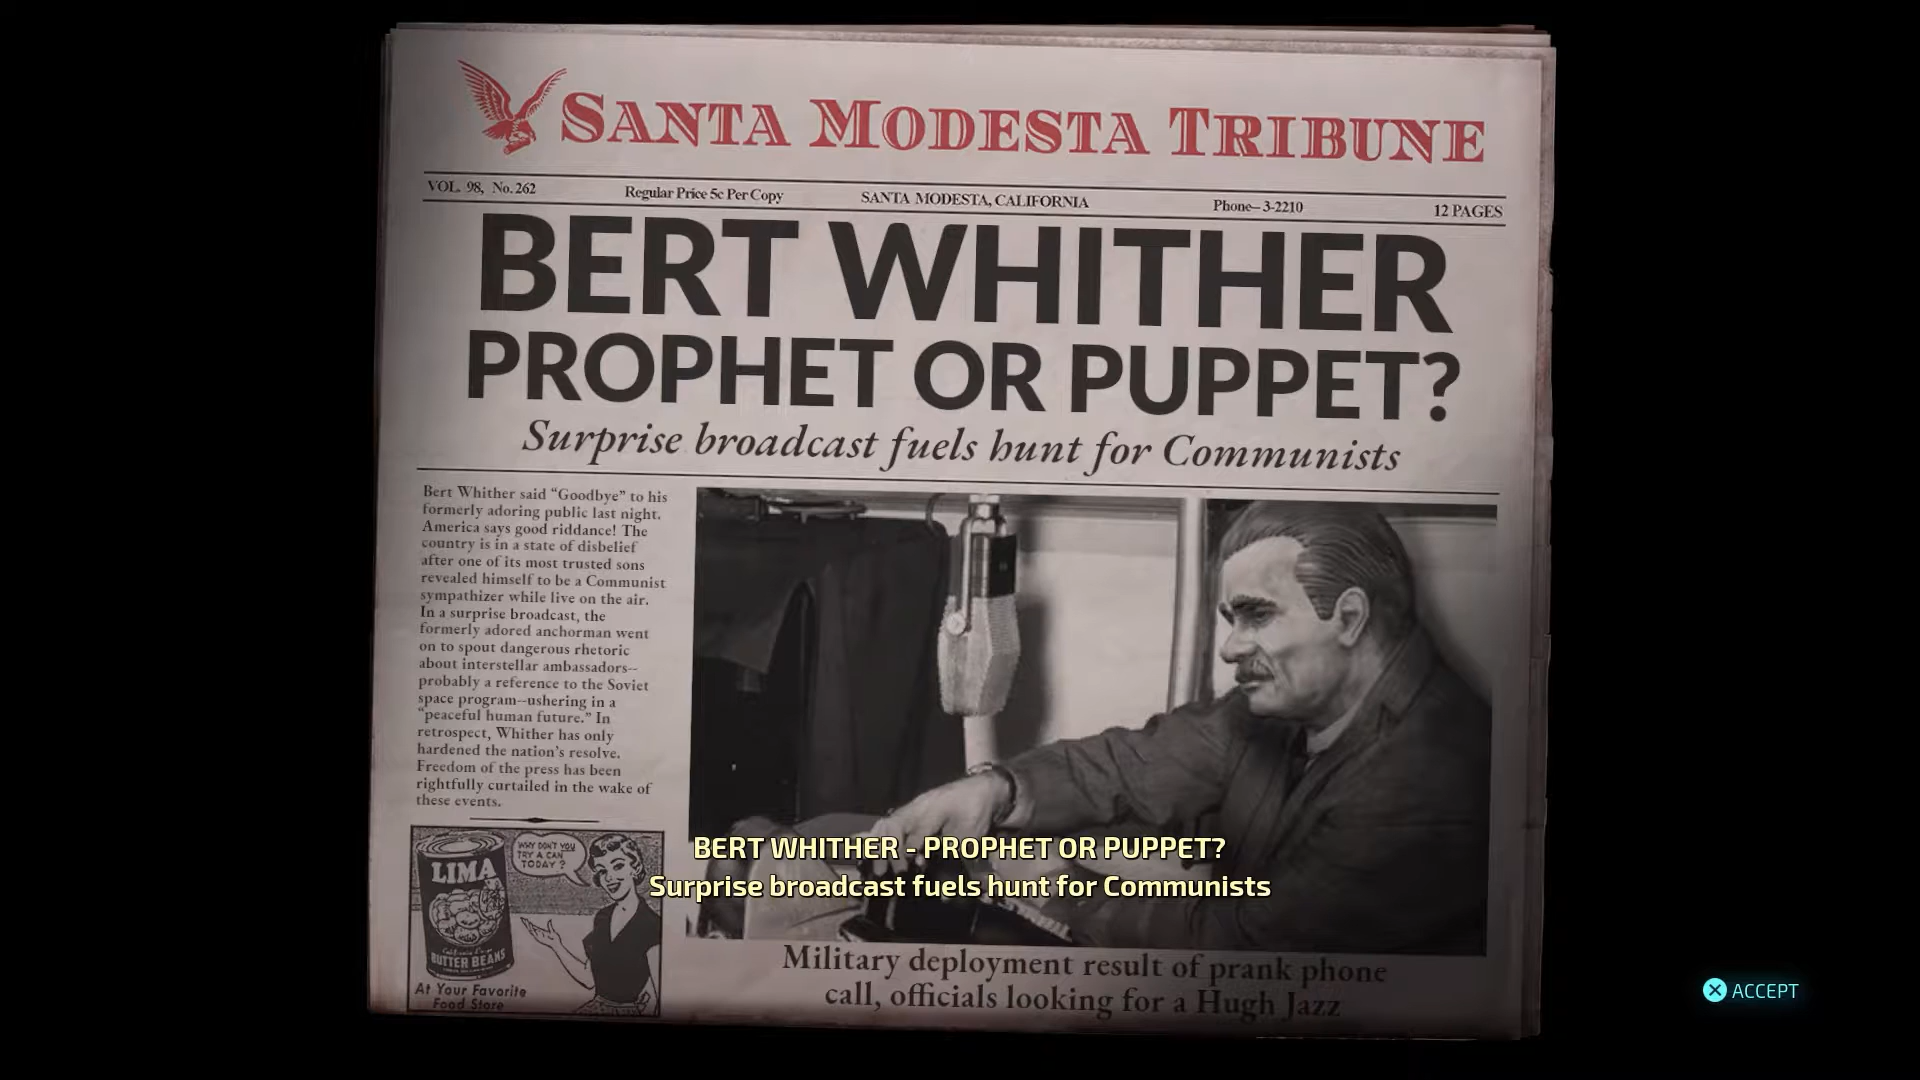 SANTA MODESTA TRIBUNE
VOL. 98, No. 262 Regular Price 5c Per Copy SANTA MODESTA, CALIFORNIA Phone–3-2210 12 PAGES
BERT WHITHER
PROPHET OR PUPPET?
Surprise broadcast fuels hunt for Communists
Bert Whither said “Goodbye” to his
formerly adoring public last night.
America says good riddance! The
country is in a state of disbelief
after one of its most trusted sons
revealed himself to be a Communist
sympathizer while live on the air.
In a surprise broadcast, the
formerly adored anchorman went
on to spout dangerous rhetoric
about interstellar ambassadors–
probably a reference to the Soviet
space program–ushering in a
“peaceful human future.” In
retrospect, Whither has only
hardened the nation’s resolve.
Freedom of the press has been
rightfully curtailed in the wake of
these events.
WHY DON'T YOU
TRY A CAN
TODAY?
LIMA
BUTTER BEANS
At Your Favorite
Food Store
BERT WHITHER - PROPHET OR PUPPET?
Surprise broadcast fuels hunt for Communists
Military deployment result of prank phone
call, officials looking for a Hugh Jazz
ACCEPT